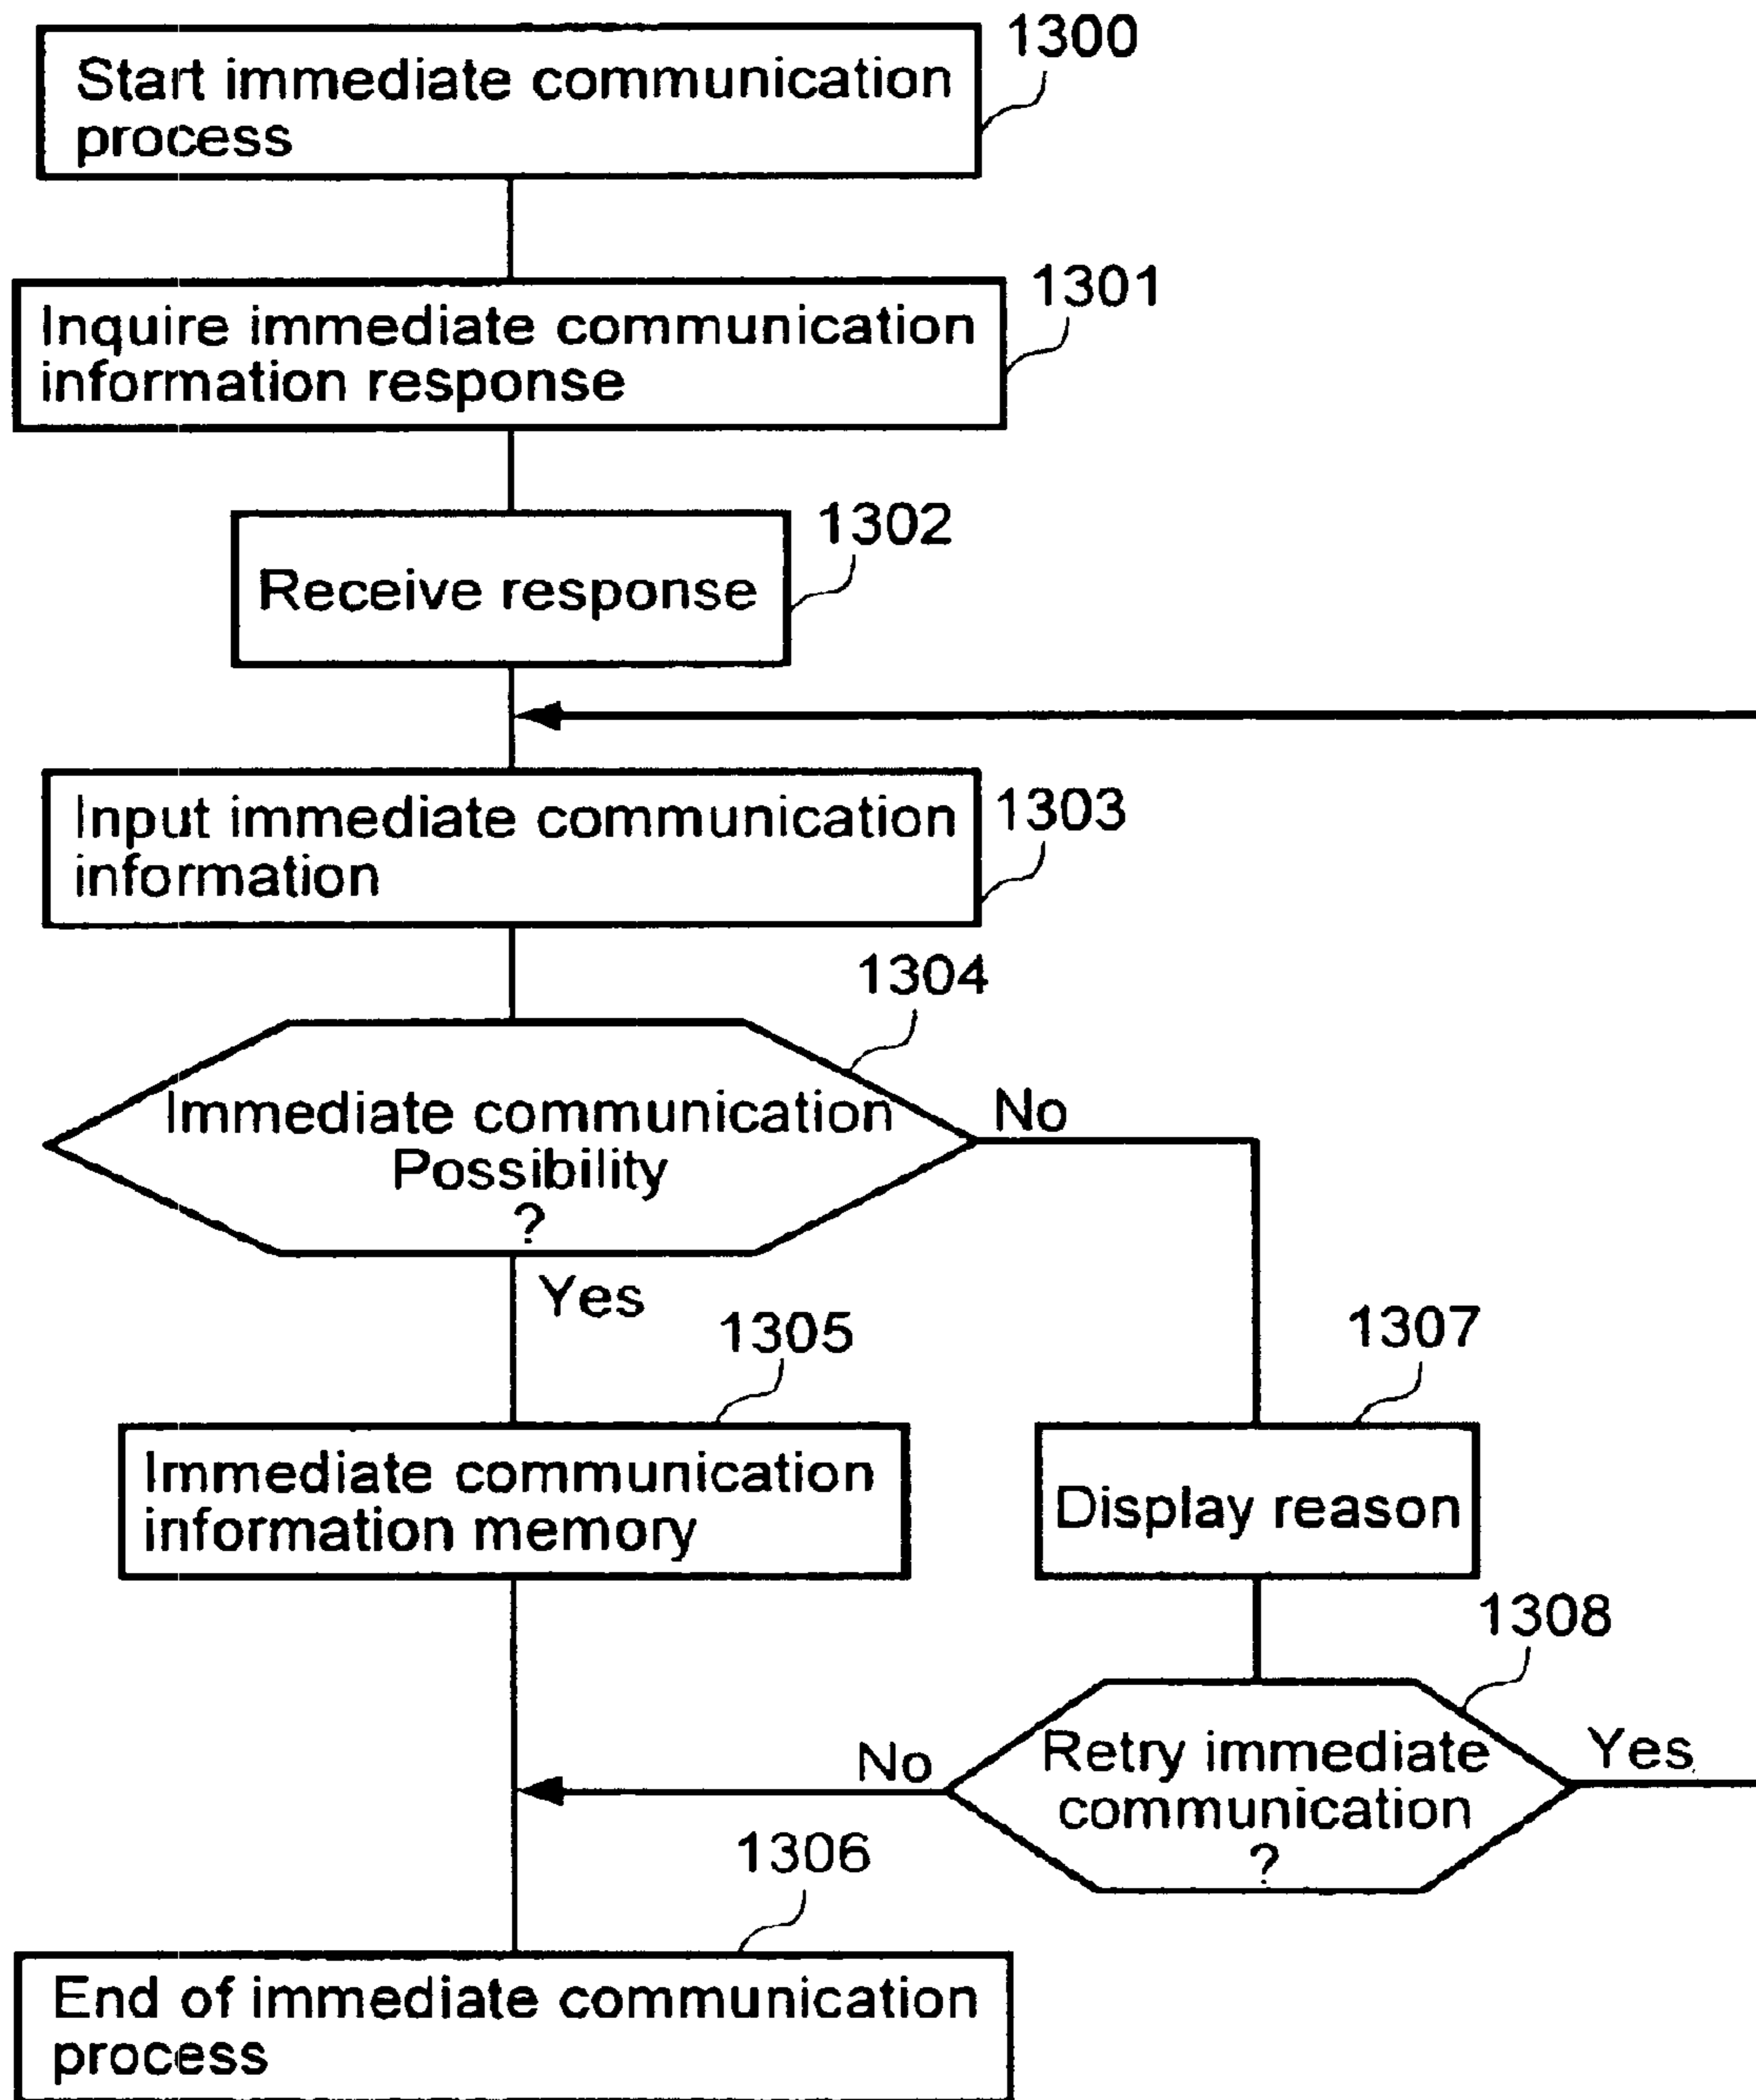 1300
Start immediate communication
process
1301
Inquire immediate communication
information response
1302
Receive response
1303
Input immediate communication
information
1304
Immediate communication
Possibility
?
No
Yes
1305
Immediate communication
information memory
1307
Display reason
1308
Retry immediate
communication
?
No
Yes
1306
End of immediate communication
process